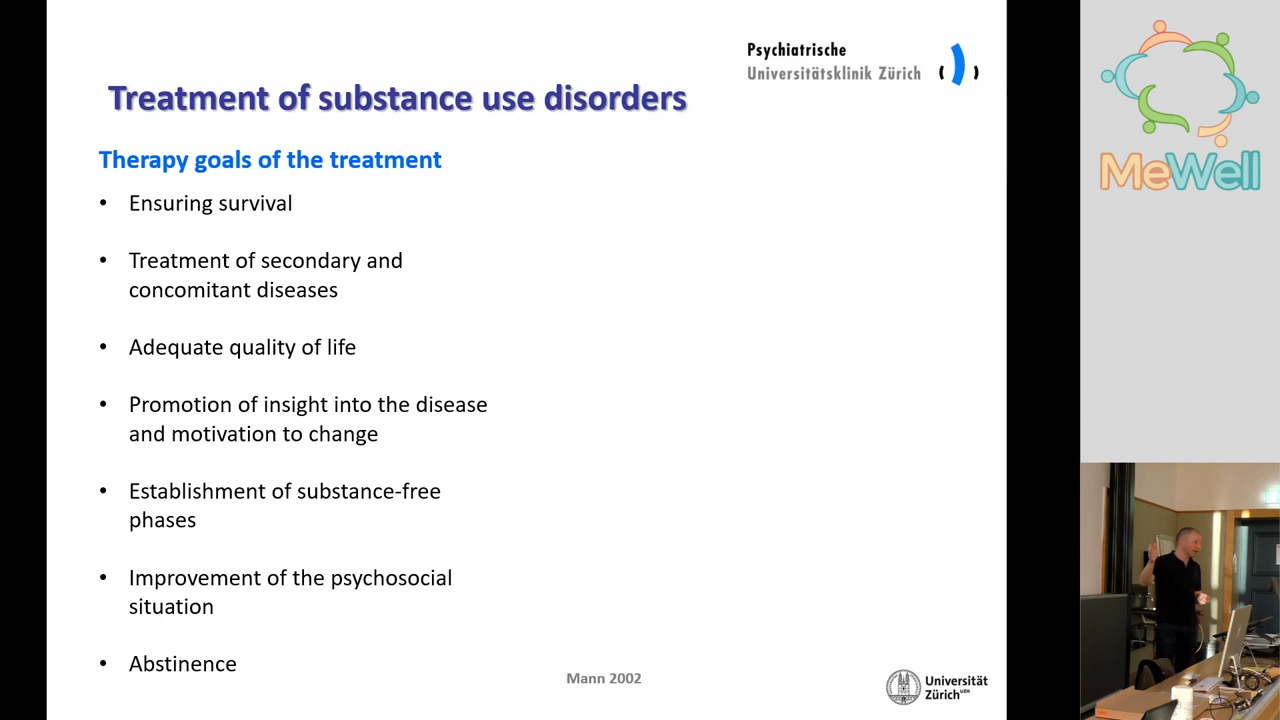 Psychiatrische
Universitätsklinik Zürich
Treatment of substance use disorders
Therapy goals of the treatment
• Ensuring survival
• Treatment of secondary and
concomitant diseases
• Adequate quality of life
• Promotion of insight into the disease
and motivation to change
• Establishment of substance-free
phases
• Improvement of the psychosocial
situation
• Abstinence
Mann 2002
Universität
Zürich UZH
MeWell